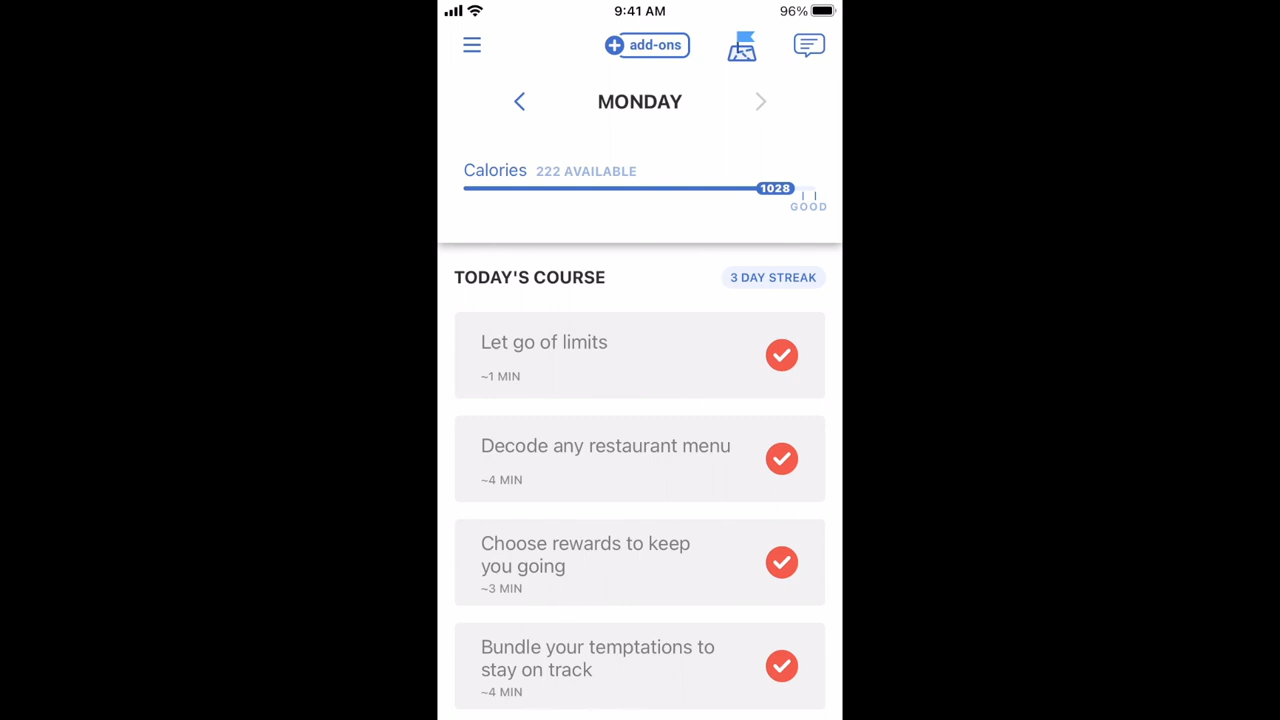 9:41 AM
96%
add-ons
MONDAY
Calories 222 AVAILABLE
1028
GOOD
TODAY'S COURSE
3 DAY STREAK
Let go of limits
~1 MIN
Decode any restaurant menu
~4 MIN
Choose rewards to keep
you going
~3 MIN
Bundle your temptations to
stay on track
~4 MIN